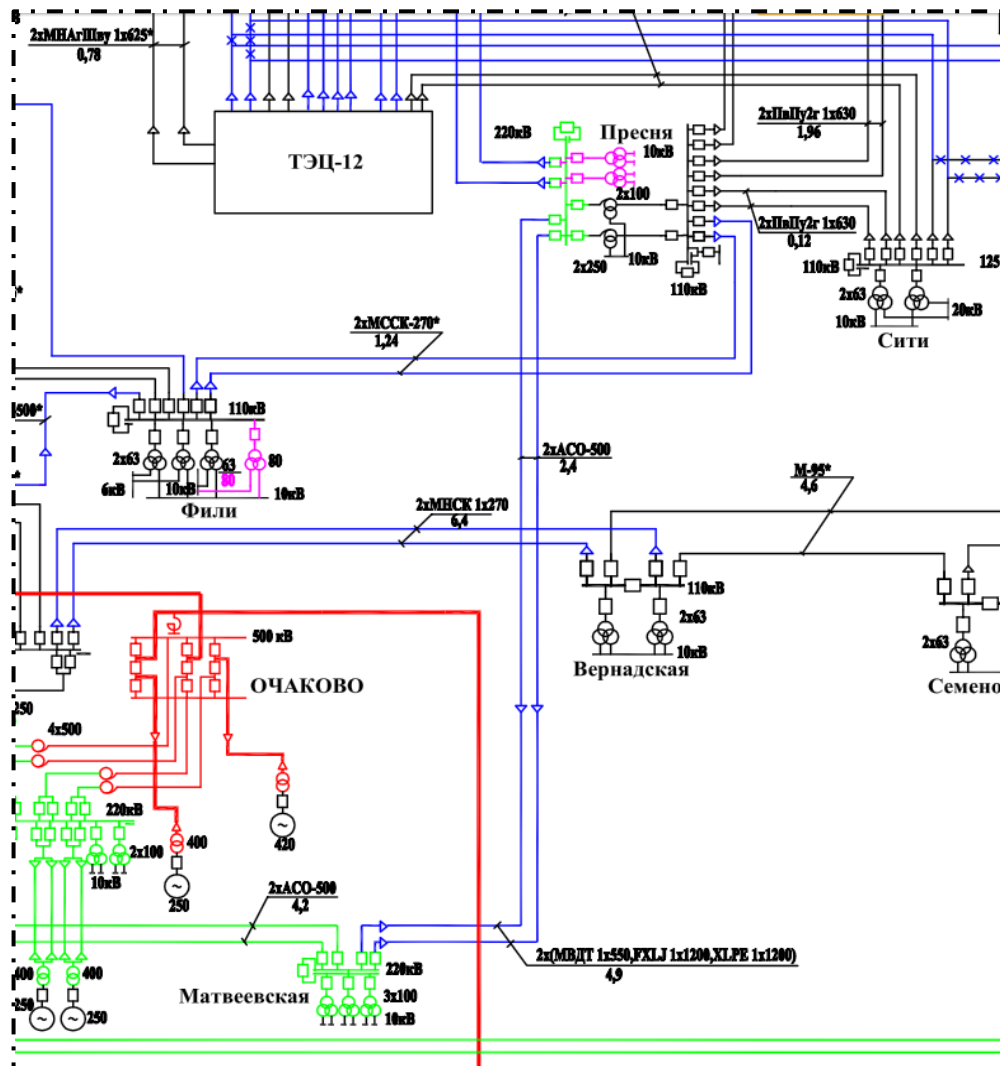 2хМНАгШву 1х625*
0,78
220кВ
Пресня
10кВ
2хПвПу2г 1х630
1,96
ТЭЦ-12
2х100
2хПвПу2г 1х630
0,12
2х250
10кВ
110кВ
110кВ
125
2х63
10кВ
20кВ
Сити
*
2хМССК-270*
1,24
500*
110кВ
2х63
63
80
80
6кВ
10кВ
10кВ
Фили
*
2хАСО-500
2,4
М-95*
4,6
2хМНСК 1х270
6,4
110кВ
2х63
10кВ
Вернадская
2х63
Семено
500 кВ
ОЧАКОВО
250
4х500
220кВ
2х100
10кВ
400
250
420
2хАСО-500
4,2
2х(МВДТ 1х550,FXLJ 1х1200,XLPE 1х1200)
4,9
220кВ
3х100
10кВ
Матвеевская
400
400
250
250